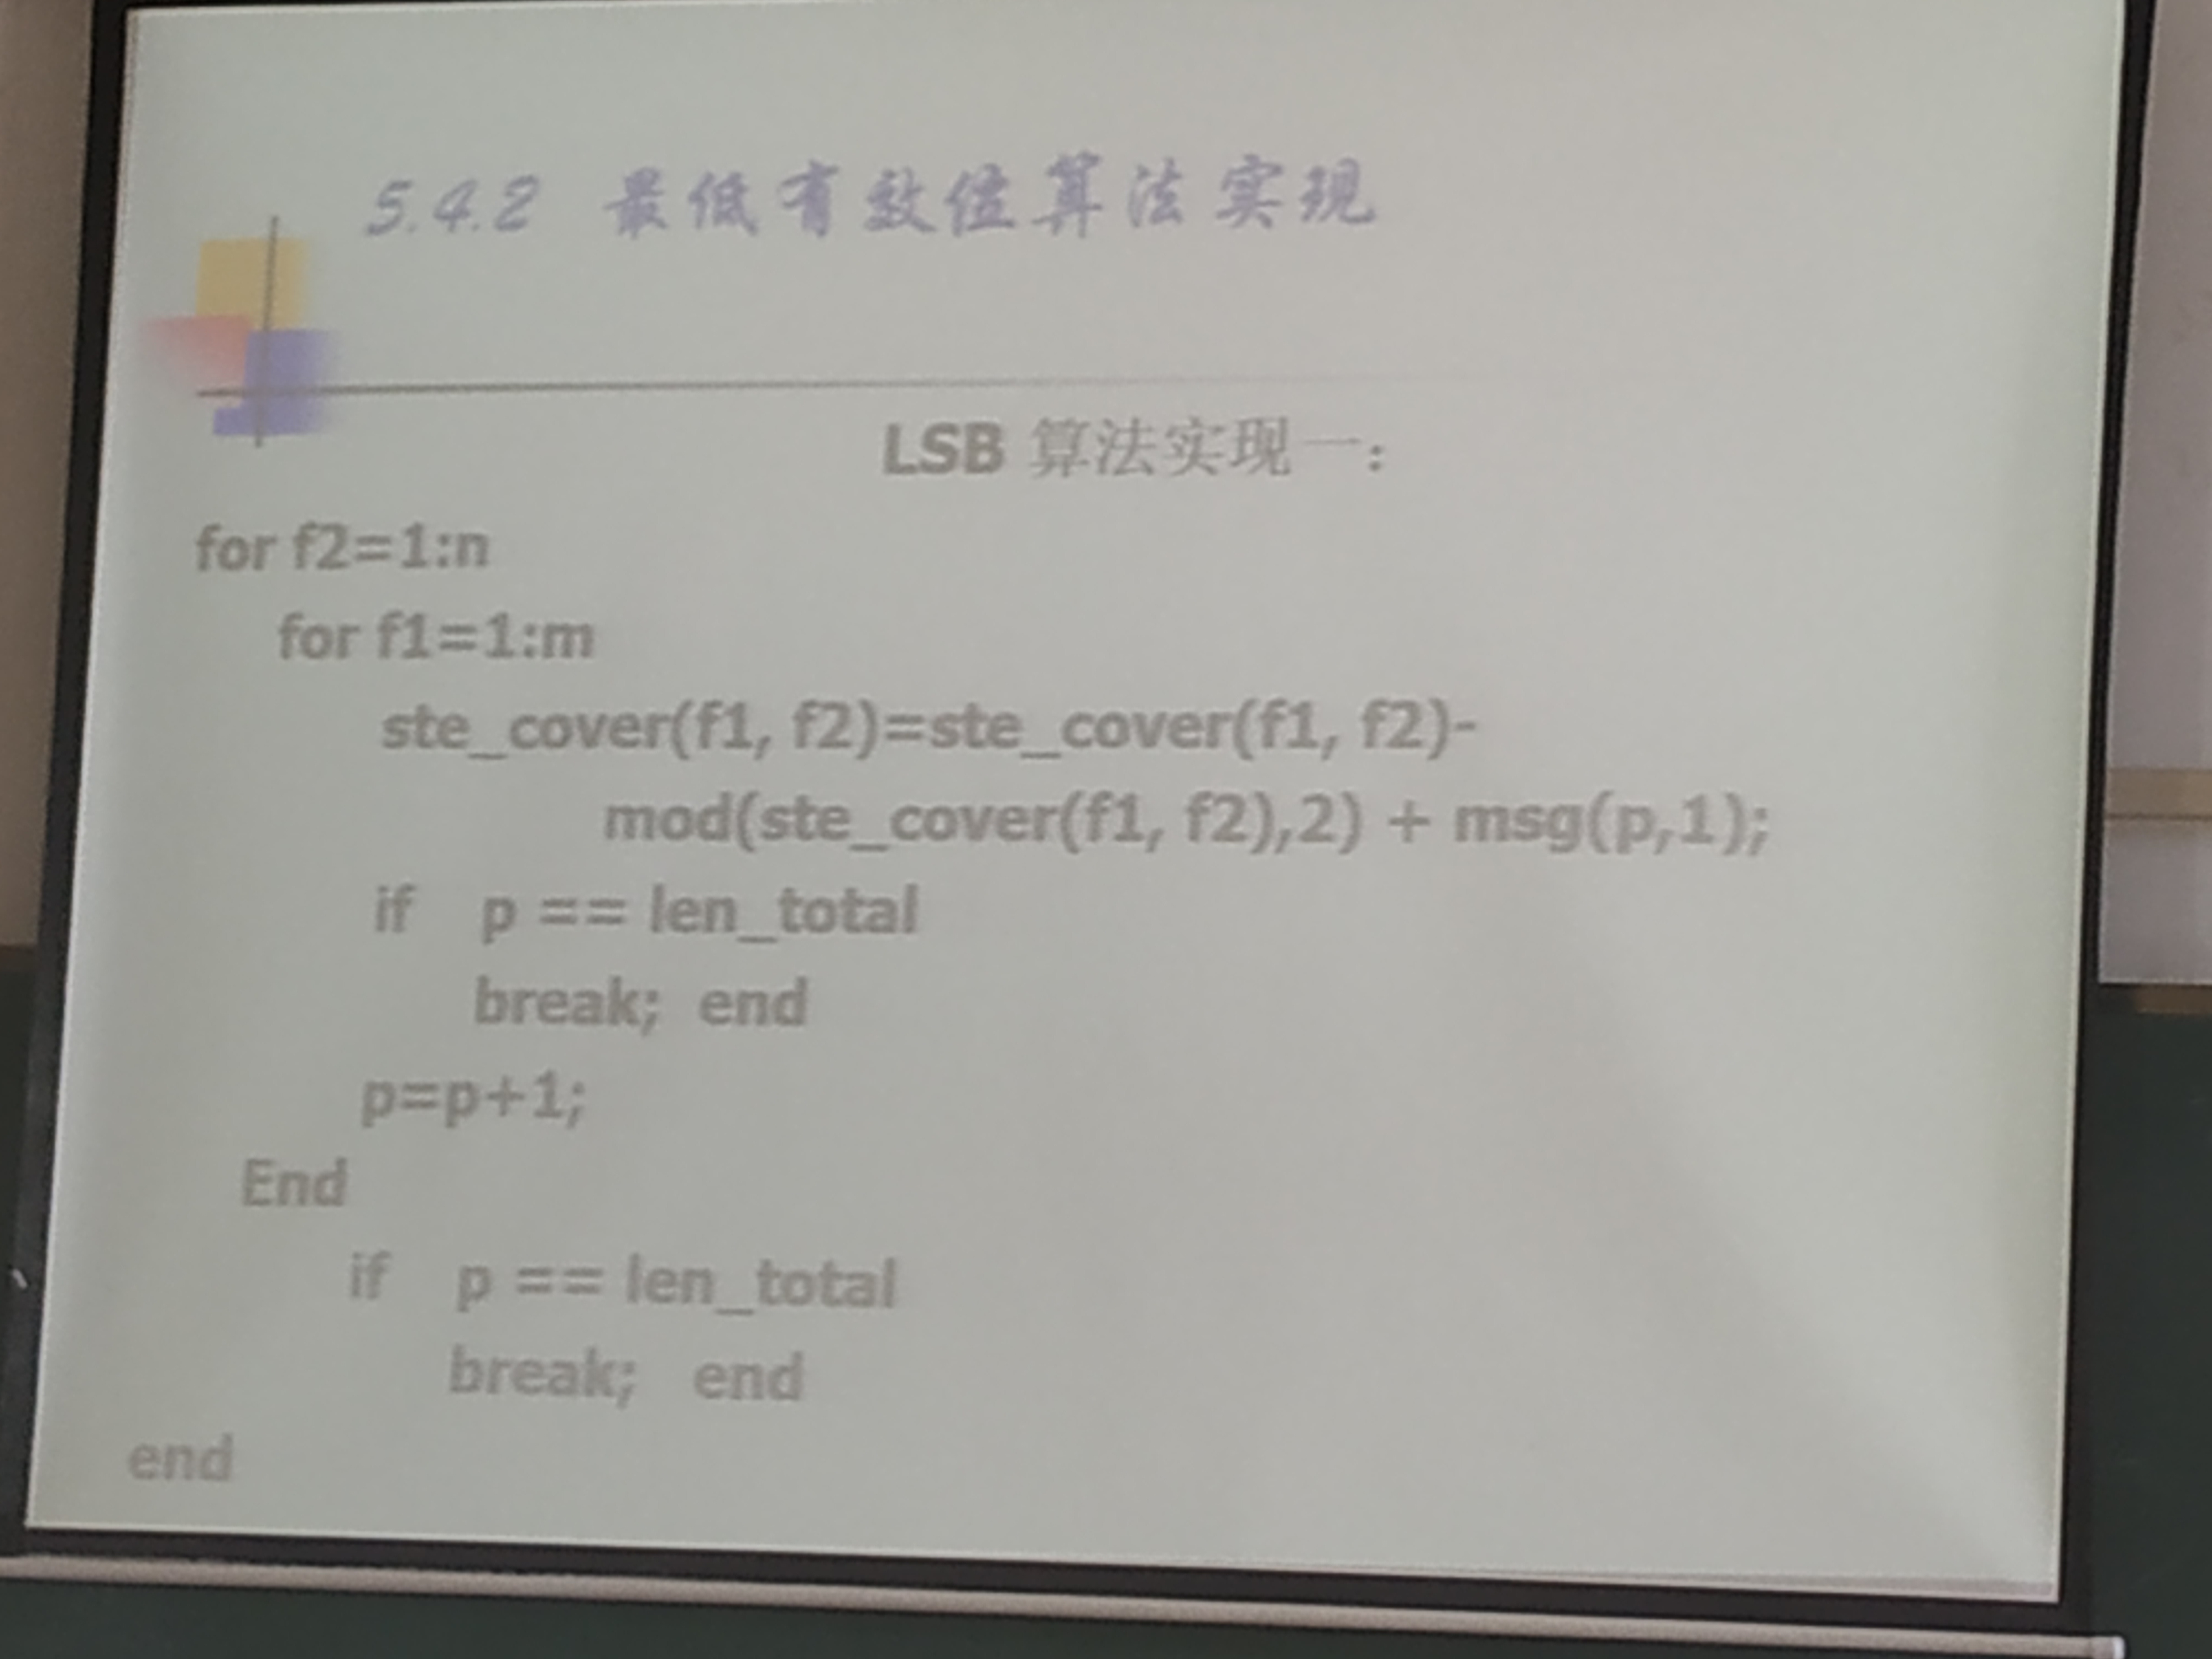 5.4.2 最低有效位算法实现
LSB 算法实现一：
for f2=1:n
for f1=1:m
ste_cover(f1, f2)=ste_cover(f1, f2)-
mod(ste_cover(f1, f2),2) + msg(p,1);
if p == len_total
break; end
p=p+1;
End
if p == len_total
break; end
end